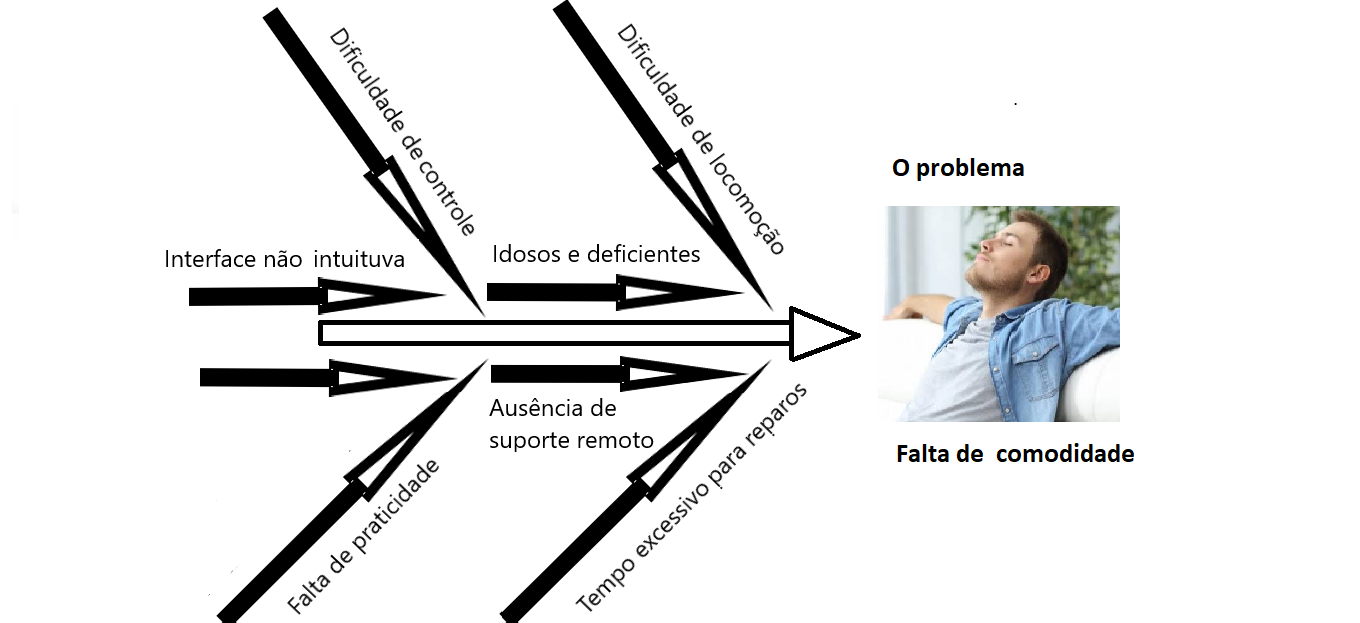 Dificuldade de controle
Dificuldade de locomoção
O problema
Interface não intuituva
Idosos e deficientes
Ausência de
suporte remoto
Falta de praticidade
Tempo excessivo para reparos
Falta de comodidade